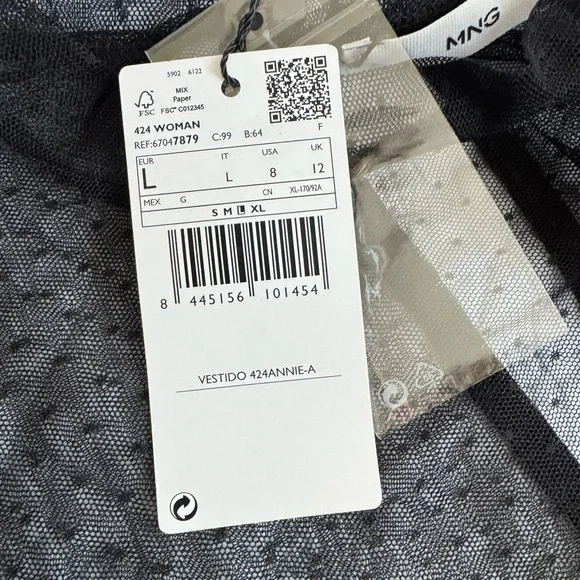 MNG
5902 6122
FSC
MIX
Paper
FSC™ C012345
424 WOMAN
REF:67047879 C:99 B:64 F
EUR IT USA UK
L L 8 12
MEX G CN XL-170/92A
S M L XL
8 445156 101454
VESTIDO 424ANNIE-A